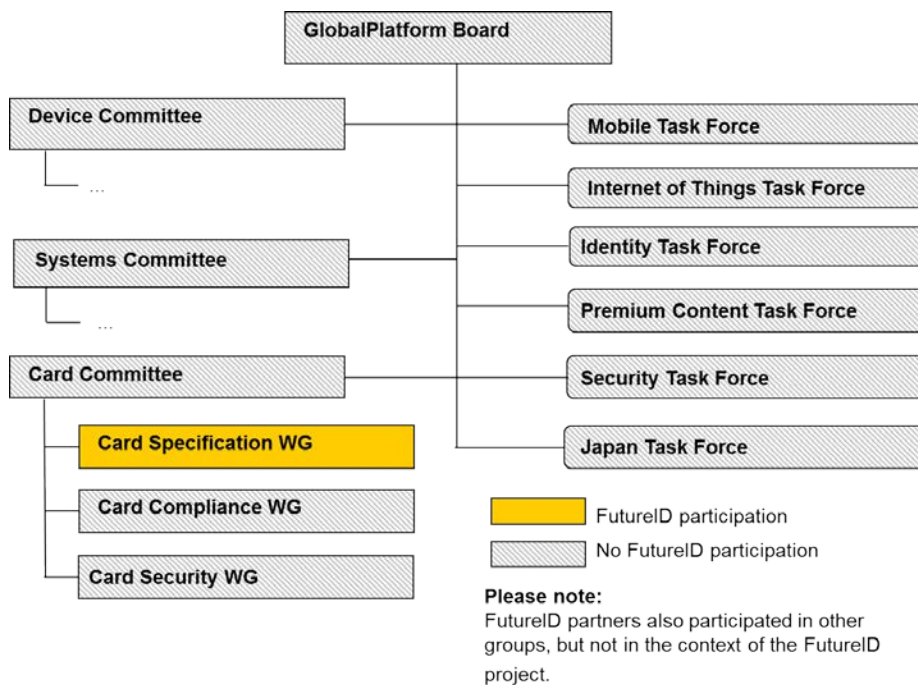 GlobalPlatform Board
Device Committee
...
Systems Committee
...
Card Committee
Card Specification WG
Card Compliance WG
Card Security WG
Mobile Task Force
Internet of Things Task Force
Identity Task Force
Premium Content Task Force
Security Task Force
Japan Task Force
FutureID participation
No FutureID participation
Please note:
FutureID partners also participated in other
groups, but not in the context of the FutureID
project.